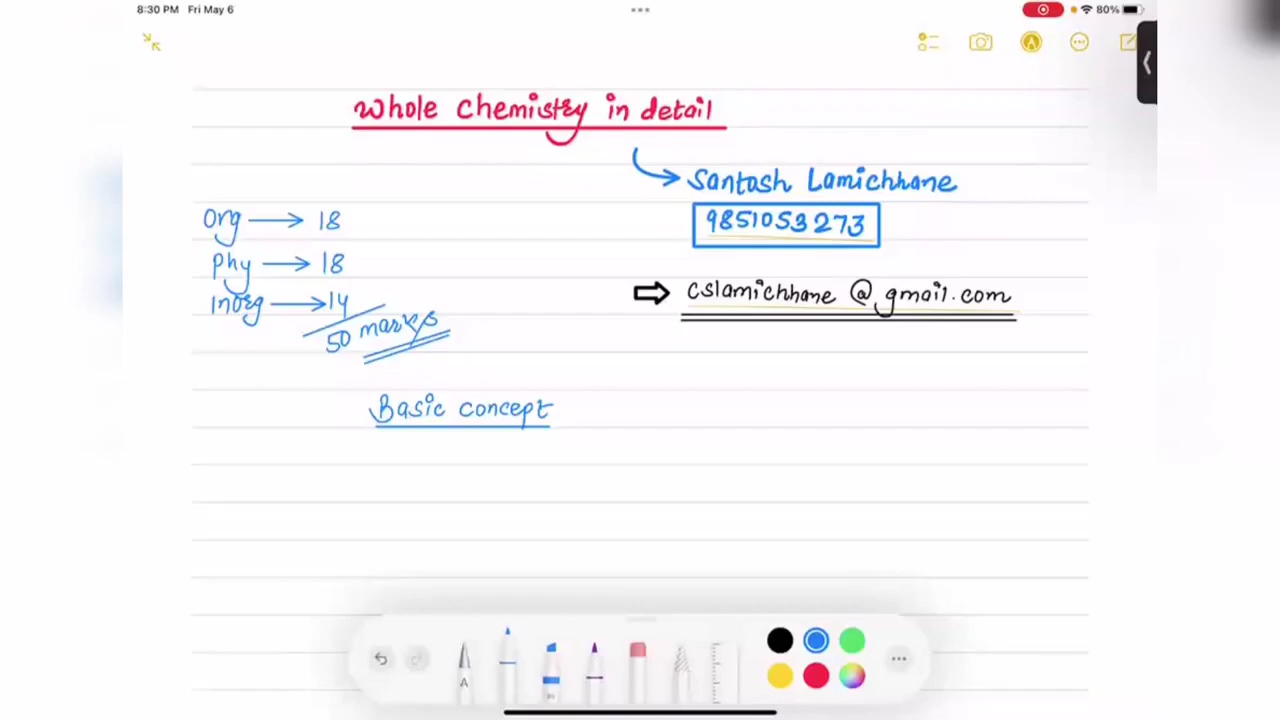 8:30 PM Fri May 6
80%
Whole Chemistry in detail
Santosh Lamichhane
9851053273
cslamichhane @ gmail.com
Org → 18
Phy → 18
Inorg → 14
50 marks
Basic concept
A